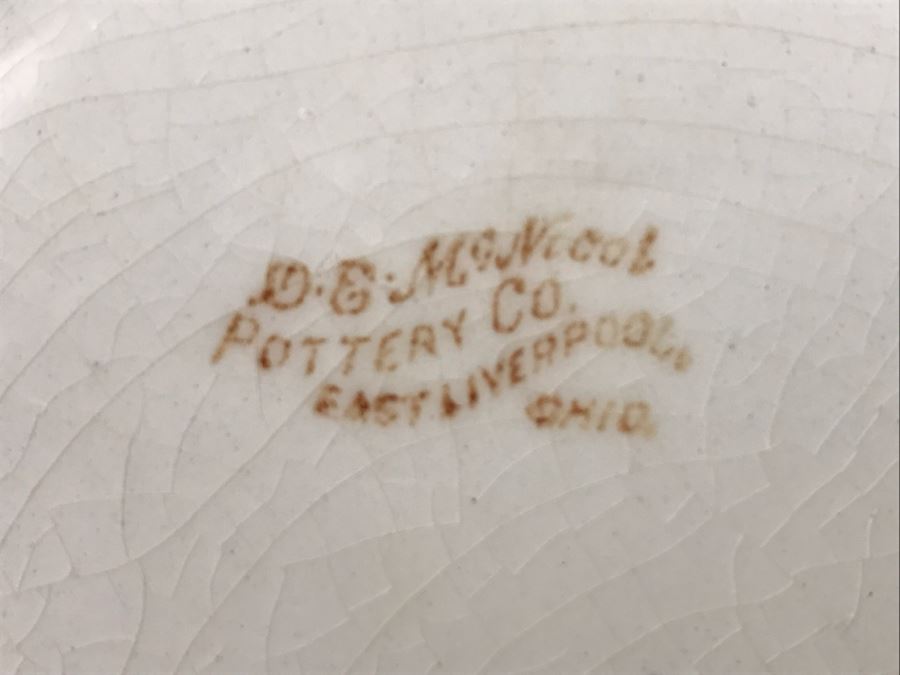 D.E. McNicol
POTTERY CO.
EAST LIVERPOOL,
OHIO.